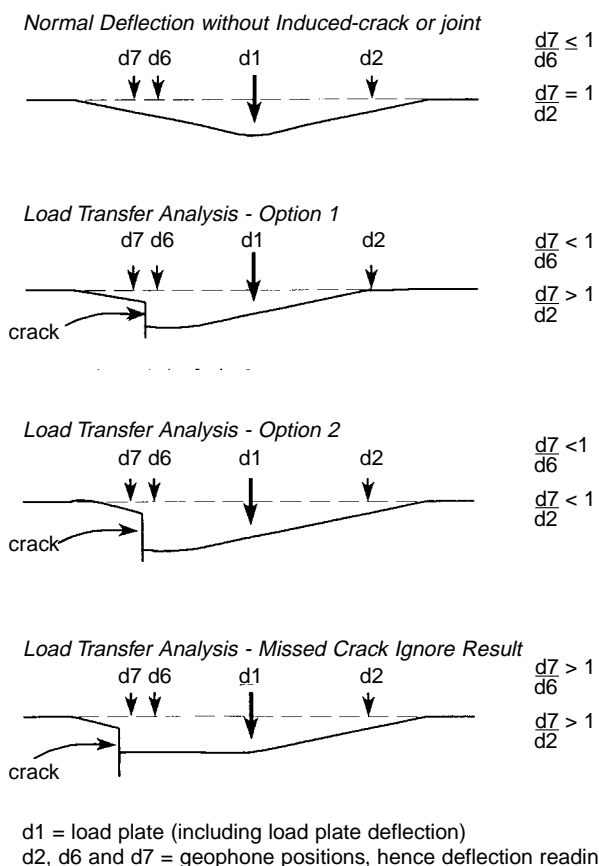 Normal Deflection without Induced-crack or joint
d7 d6 d1 d2
d7/d6 ≤ 1
d7/d2 = 1
Load Transfer Analysis - Option 1
d7 d6 d1 d2
d7/d6 < 1
d7/d2 > 1
crack
Load Transfer Analysis - Option 2
d7 d6 d1 d2
d7/d6 <1
d7/d2 < 1
crack
Load Transfer Analysis - Missed Crack Ignore Result
d7 d6 d1 d2
d7/d6 > 1
d7/d2 > 1
crack
d1 = load plate (including load plate deflection)
d2, d6 and d7 = geophone positions, hence deflection readin